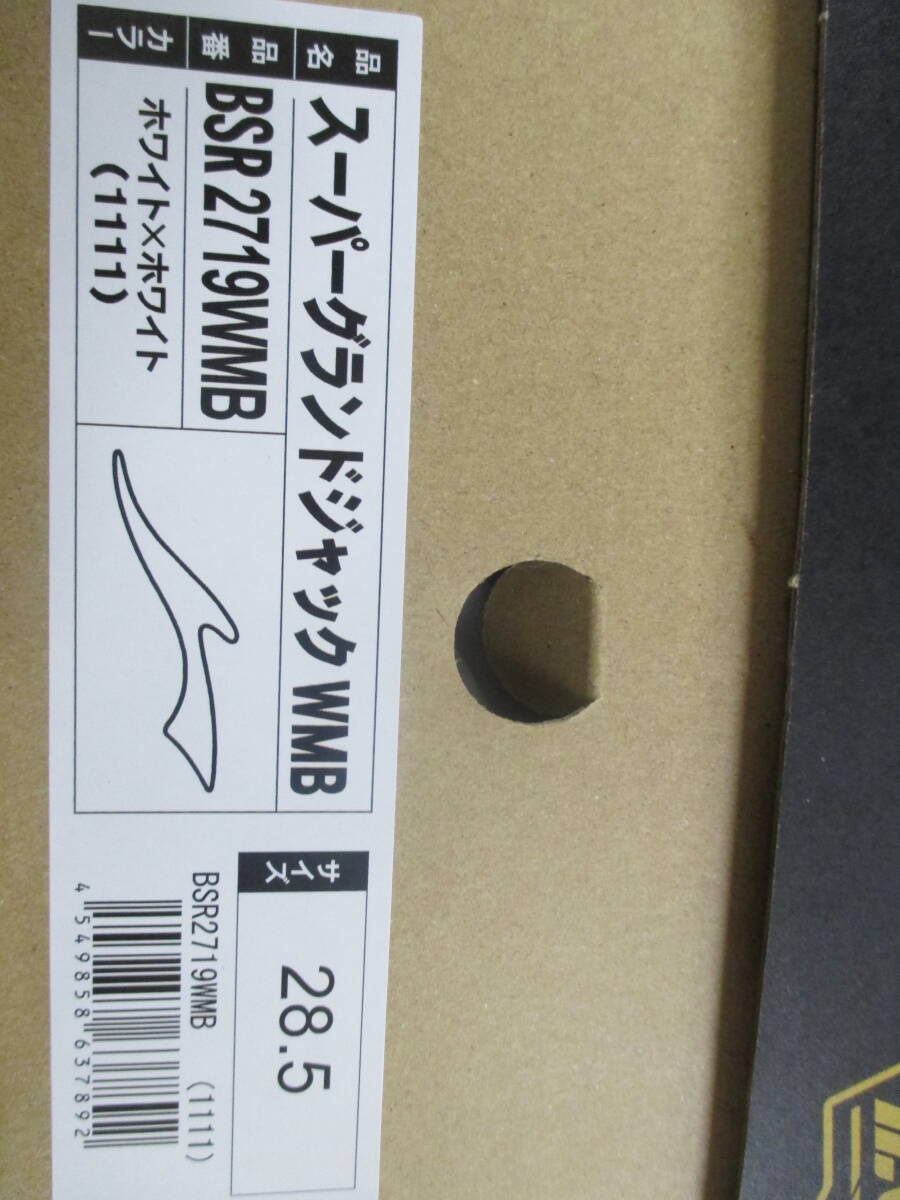 品名
スーパーグランドジャック WMB
品番
BSR 2719WMB
カラー
ホワイト×ホワイト
(1111)
サイズ
28.5
BSR2719WMB (1111)
4 549858 637892